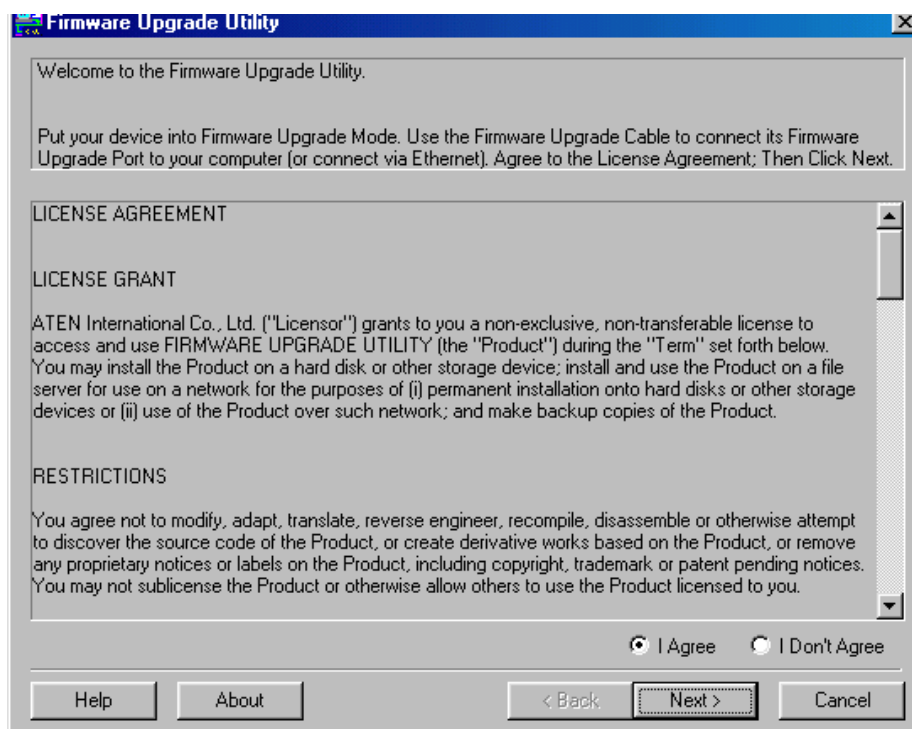 Firmware Upgrade Utility
Welcome to the Firmware Upgrade Utility.
Put your device into Firmware Upgrade Mode. Use the Firmware Upgrade Cable to connect its Firmware
Upgrade Port to your computer (or connect via Ethernet). Agree to the License Agreement; Then Click Next.
LICENSE AGREEMENT
LICENSE GRANT
ATEN International Co., Ltd. ("Licensor") grants to you a non-exclusive, non-transferable license to
access and use FIRMWARE UPGRADE UTILITY (the "Product") during the "Term" set forth below.
You may install the Product on a hard disk or other storage device; install and use the Product on a file
server for use on a network for the purposes of (i) permanent installation onto hard disks or other storage
devices or (ii) use of the Product over such network; and make backup copies of the Product.
RESTRICTIONS
You agree not to modify, adapt, translate, reverse engineer, recompile, disassemble or otherwise attempt
to discover the source code of the Product, or create derivative works based on the Product, or remove
any proprietary notices or labels on the Product, including copyright, trademark or patent pending notices.
You may not sublicense the Product or otherwise allow others to use the Product licensed to you.
I Agree I Don't Agree
Help About < Back Next > Cancel